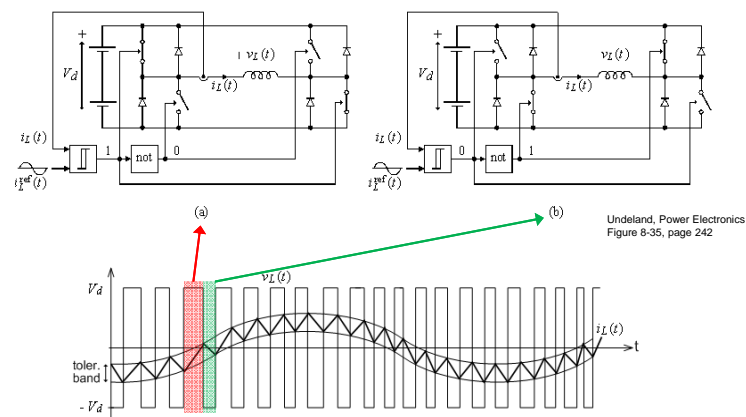 +
V_d
+ v_L(t)
i_L(t)
i_L(t)
i_L^ref(t)
1
not
0
(a)
+
V_d
v_L(t)
i_L(t)
i_L(t)
i_L^ref(t)
0
not
1
(b)
Undeland, Power Electronics
Figure 8-35, page 242
v_L(t)
V_d
i_L(t)
t
toler.
band
- V_d